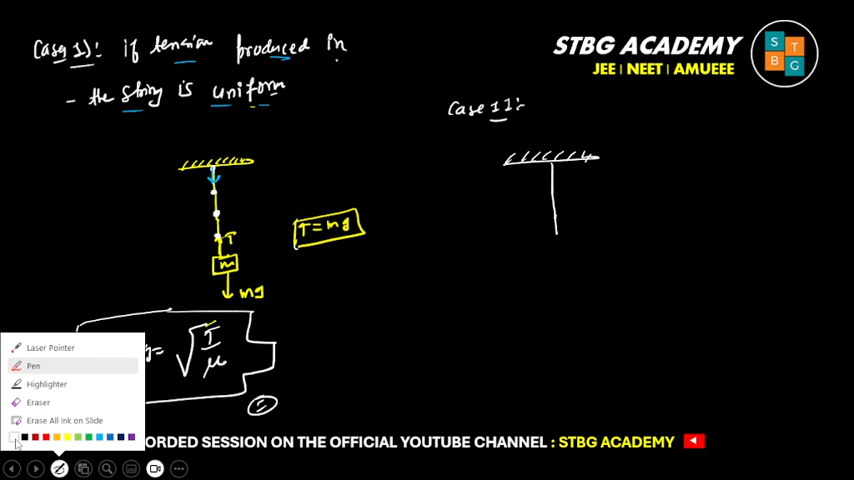 Case 1): if tension produced in
- the string is uniform
STBG ACADEMY
JEE | NEET | AMUEEE
S T
B G
Case 11:
T = mg
T
m
mg
= √T/μ
Laser Pointer
Pen
Highlighter
Eraser
Erase All Ink on Slide
ORDED SESSION ON THE OFFICIAL YOUTUBE CHANNEL : STBG ACADEMY